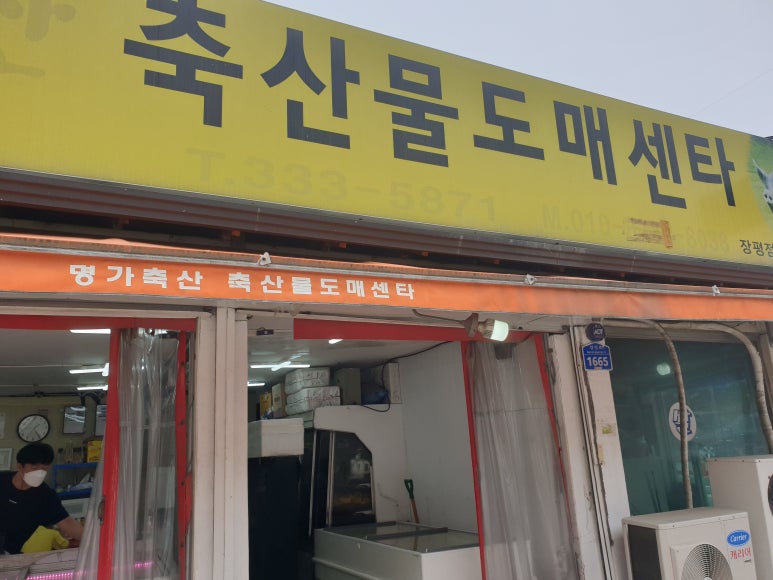 축산물도매센타
T.333-5871
장평점
명가축산 축산물도매센타
ADT
1665
Carrier
캐리어